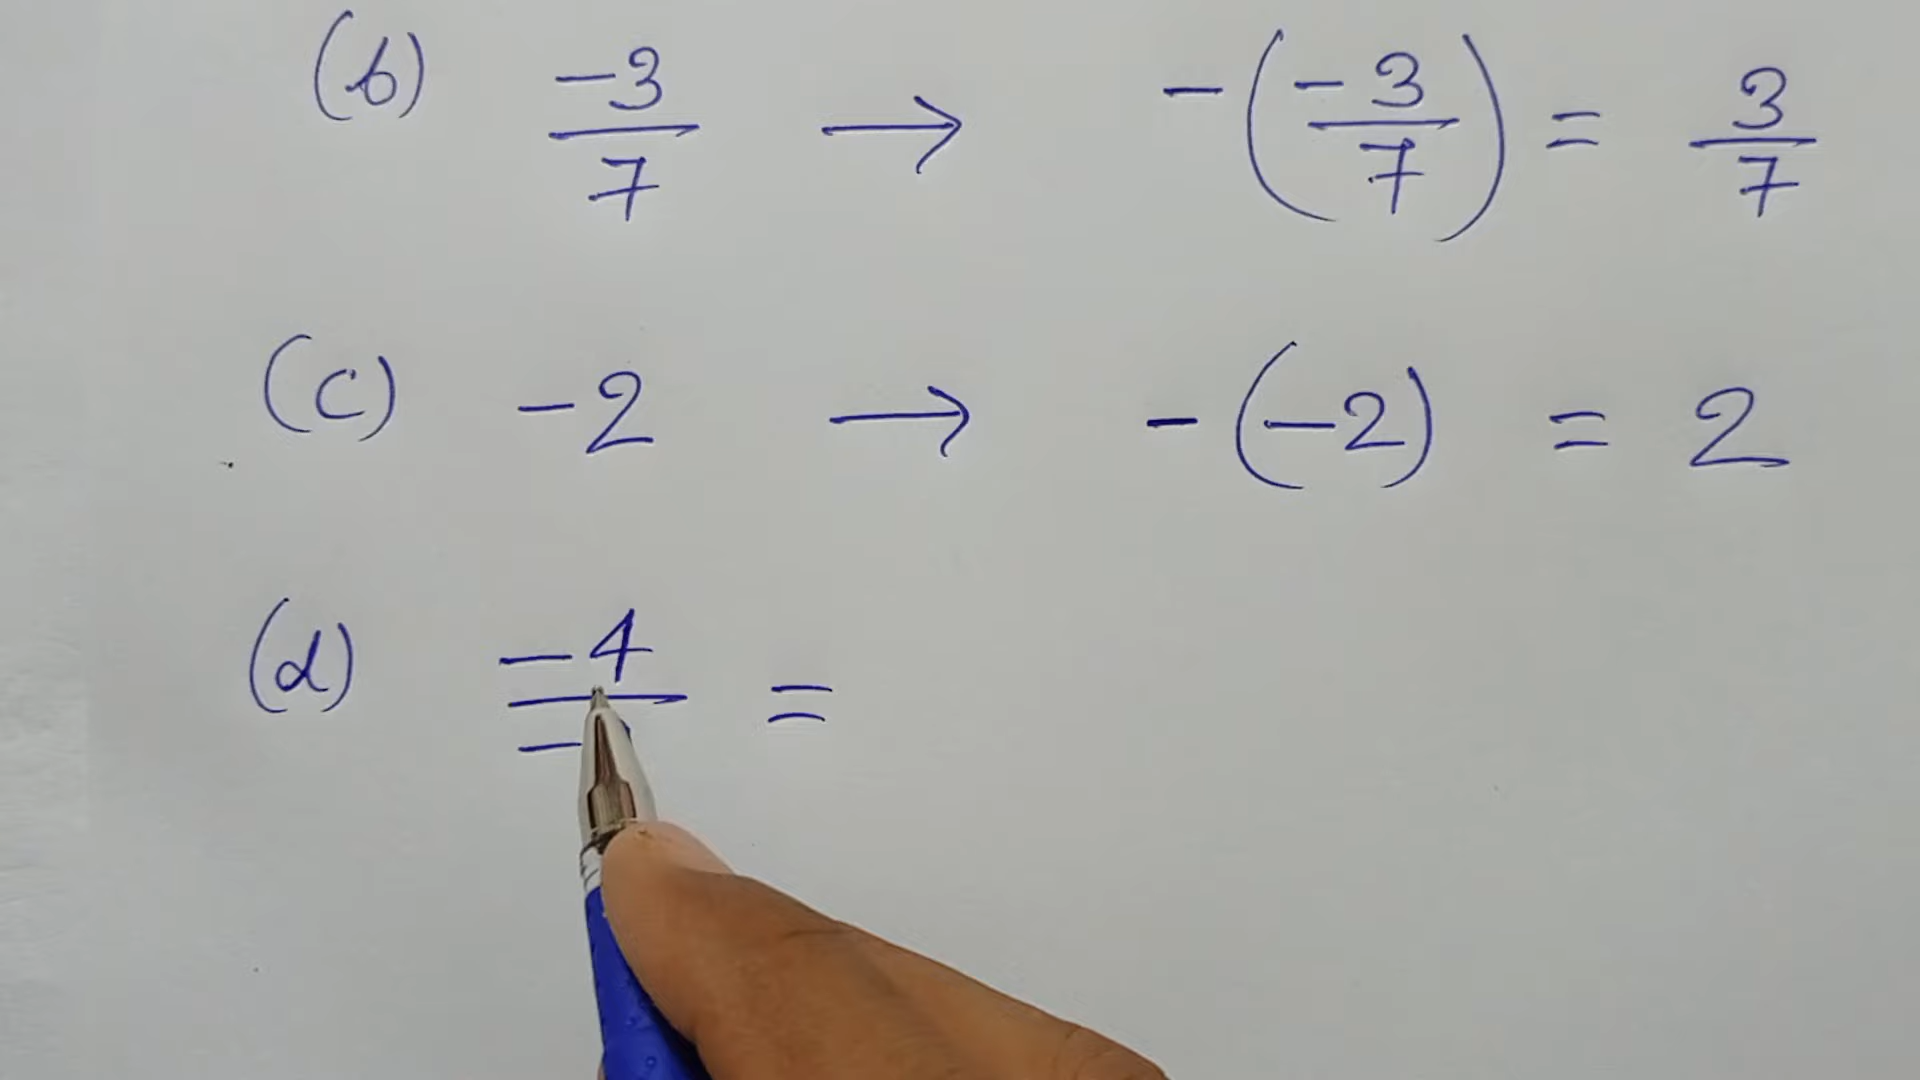 (b) -3/7 → -(-3/7) = 3/7
(c) -2 → -(-2) = 2
(d) -4/- =